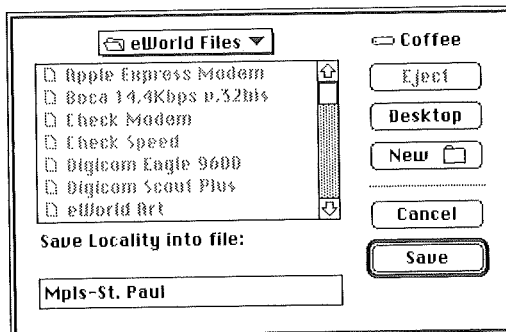 eWorld Files
Apple Express Modem
Boca 14.4Kbps v.32bis
Check Modem
Check Speed
Digicom Eagle 9600
Digicom Scout Plus
eWorld Art
Save Locality into file:
Mpls-St. Paul
Coffee
Eject
Desktop
New
Cancel
Save